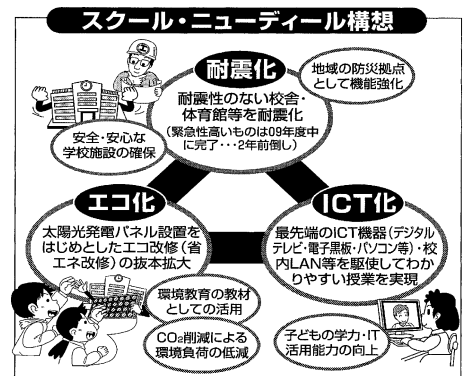 スクール・ニューディール構想
耐震化
耐震性のない校舎・
体育館等を耐震化
(緊急性高いものは09年度中
に完了・・・2年前倒し)
地域の防災拠点
として機能強化
安全・安心な
学校施設の確保
エコ化
太陽光発電パネル設置を
はじめとしたエコ改修(省
エネ改修)の抜本拡大
環境教育の教材
としての活用
CO₂削減による
環境負荷の低減
ICT化
最先端のICT機器(デジタル
テレビ・電子黒板・パソコン等)・校
内LAN等を駆使してわか
りやすい授業を実現
子どもの学力・IT
活用能力の向上